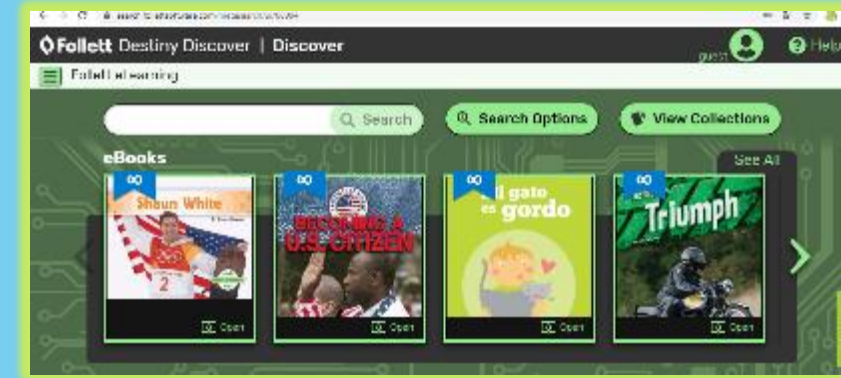 Follett Destiny Discover | Discover
guest
Help
Follett eLearning
Search
Search Options
View Collections
eBooks
See All
Shaun White
BECOMING A
U.S. CITIZEN
gato
es gordo
Triumph
Open
Open
Open
Open